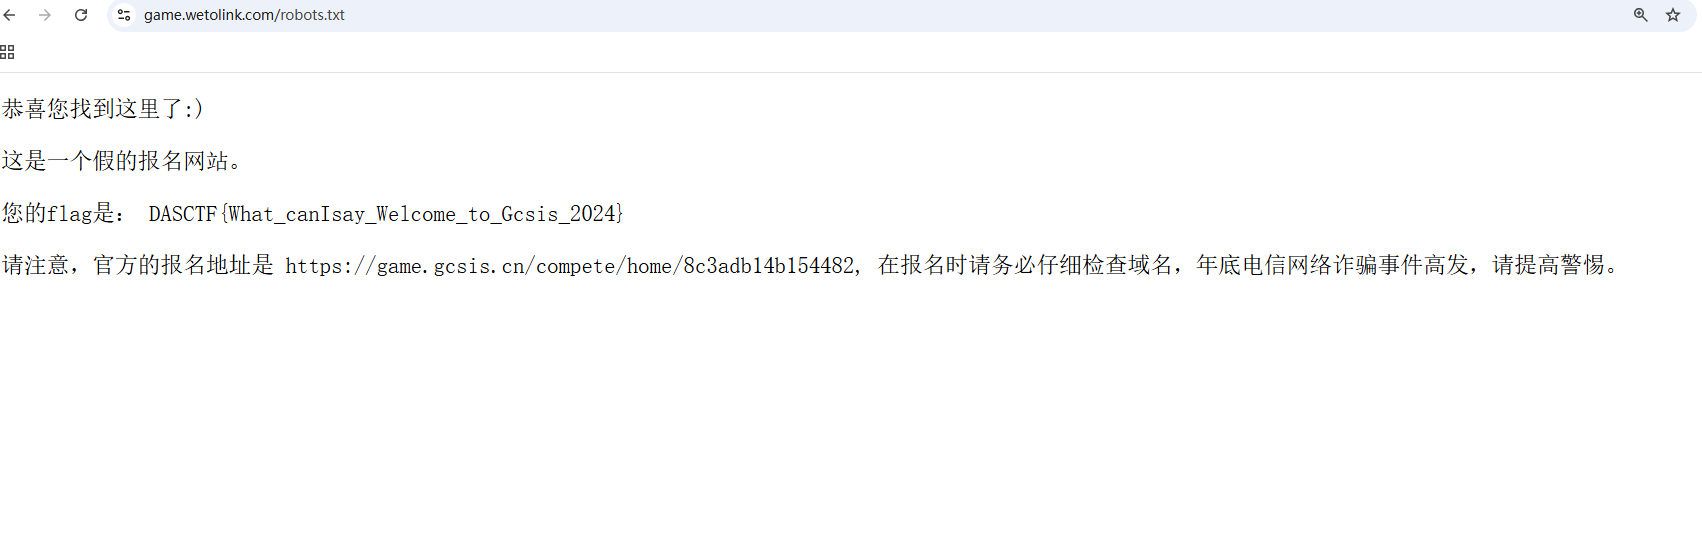 game.wetolink.com/robots.txt
恭喜您找到这里了:)
这是一个假的报名网站。
您的flag是： DASCTF{What_canIsay_Welcome_to_Gcsis_2024}
请注意，官方的报名地址是 https://game.gcsis.cn/compete/home/8c3adb14b154482, 在报名时请务必仔细检查域名，年底电信网络诈骗事件高发，请提高警惕。